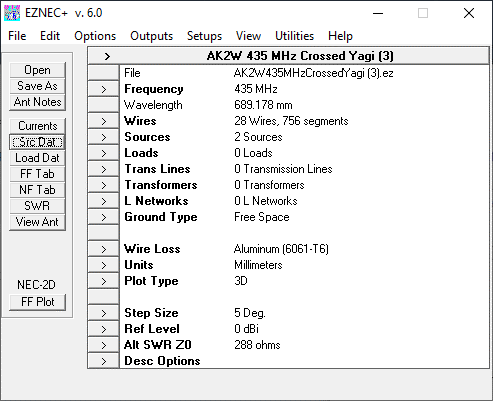 EZNEC+ v. 6.0
File Edit Options Outputs Setups View Utilities Help
> AK2W 435 MHz Crossed Yagi (3)
Open
Save As
Ant Notes
Currents
Src Dat
Load Dat
FF Tab
NF Tab
SWR
View Ant
NEC-2D
FF Plot
File AK2W435MHzCrossedYagi (3).ez
> Frequency 435 MHz
Wavelength 689.178 mm
> Wires 28 Wires, 756 segments
> Sources 2 Sources
> Loads 0 Loads
> Trans Lines 0 Transmission Lines
> Transformers 0 Transformers
> L Networks 0 L Networks
> Ground Type Free Space
> Wire Loss Aluminum (6061-T6)
> Units Millimeters
> Plot Type 3D
> Step Size 5 Deg.
> Ref Level 0 dBi
> Alt SWR Z0 288 ohms
> Desc Options